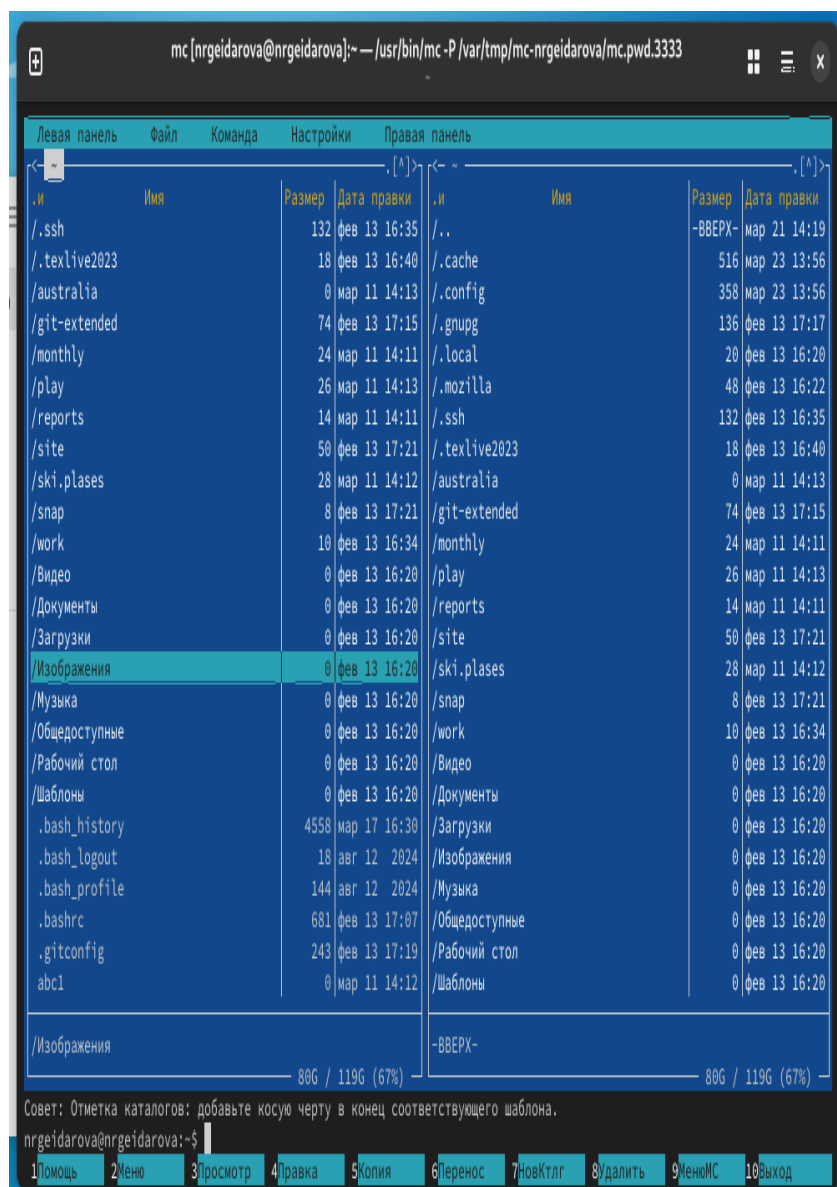 mc [nrgeidarova@nrgeidarova]:~ — /usr/bin/mc -P /var/tmp/mc-nrgeidarova/mc.pwd.3333
~
Левая панель Файл Команда Настройки Правая панель
<- ~ .[^]> <- ~ .[^]>
.и Имя Размер Дата правки .и Имя Размер Дата правки
/.ssh 132 фев 13 16:35 /.. -ВВЕРХ- мар 21 14:19
/.texlive2023 18 фев 13 16:40 /.cache 516 мар 23 13:56
/australia 0 мар 11 14:13 /.config 358 мар 23 13:56
/git-extended 74 фев 13 17:15 /.gnupg 136 фев 13 17:17
/monthly 24 мар 11 14:11 /.local 20 фев 13 16:20
/play 26 мар 11 14:13 /.mozilla 48 фев 13 16:22
/reports 14 мар 11 14:11 /.ssh 132 фев 13 16:35
/site 50 фев 13 17:21 /.texlive2023 18 фев 13 16:40
/ski.plases 28 мар 11 14:12 /australia 0 мар 11 14:13
/snap 8 фев 13 17:21 /git-extended 74 фев 13 17:15
/work 10 фев 13 16:34 /monthly 24 мар 11 14:11
/Видео 0 фев 13 16:20 /play 26 мар 11 14:13
/Документы 0 фев 13 16:20 /reports 14 мар 11 14:11
/Загрузки 0 фев 13 16:20 /site 50 фев 13 17:21
/Изображения 0 фев 13 16:20 /ski.plases 28 мар 11 14:12
/Музыка 0 фев 13 16:20 /snap 8 фев 13 17:21
/Общедоступные 0 фев 13 16:20 /work 10 фев 13 16:34
/Рабочий стол 0 фев 13 16:20 /Видео 0 фев 13 16:20
/Шаблоны 0 фев 13 16:20 /Документы 0 фев 13 16:20
.bash_history 4558 мар 17 16:30 /Загрузки 0 фев 13 16:20
.bash_logout 18 авг 12 2024 /Изображения 0 фев 13 16:20
.bash_profile 144 авг 12 2024 /Музыка 0 фев 13 16:20
.bashrc 681 фев 13 17:07 /Общедоступные 0 фев 13 16:20
.gitconfig 243 фев 13 17:19 /Рабочий стол 0 фев 13 16:20
abc1 0 мар 11 14:12 /Шаблоны 0 фев 13 16:20
/Изображения -ВВЕРХ-
80G / 119G (67%) 80G / 119G (67%)
Совет: Отметка каталогов: добавьте косую черту в конец соответствующего шаблона.
nrgeidarova@nrgeidarova:~$
1Помощь 2Меню 3Просмотр 4Правка 5Копия 6Перенос 7НовКтлг 8Удалить 9МенюМС 10Выход